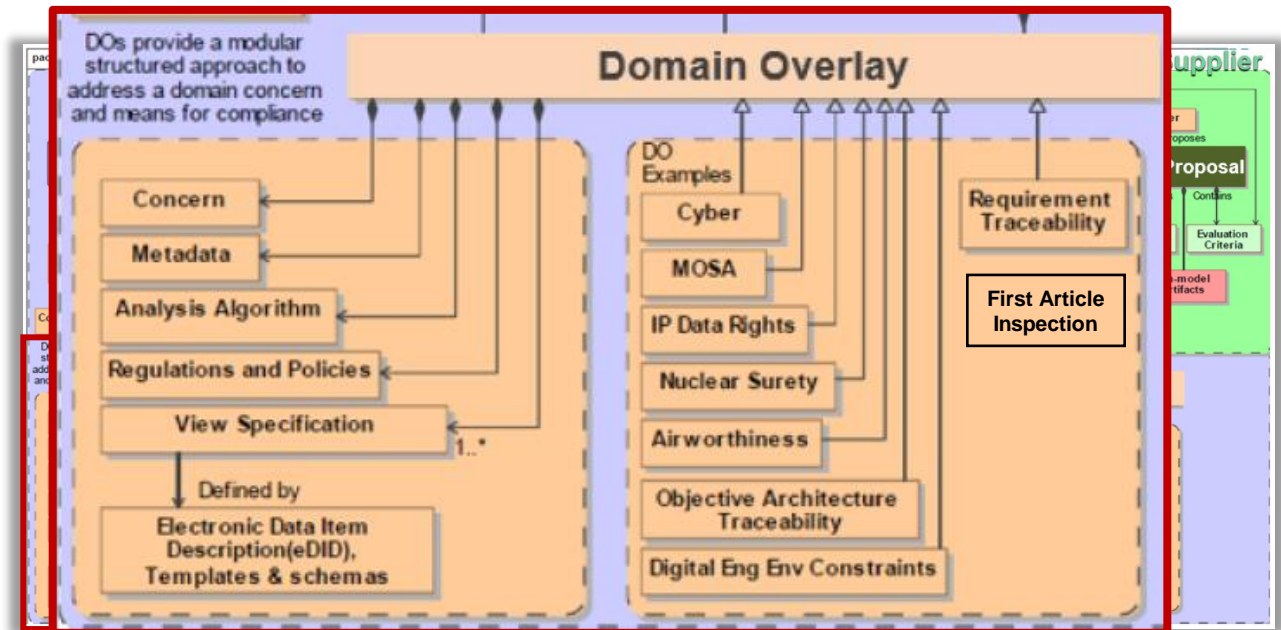 DOs provide a modular
structured approach to
address a domain concern
and means for compliance
Domain Overlay
Concern
Metadata
Analysis Algorithm
Regulations and Policies
View Specification
1..*
Defined by
Electronic Data Item
Description(eDID),
Templates & schemas
DO
Examples
Cyber
MOSA
IP Data Rights
Nuclear Surety
Airworthiness
Objective Architecture
Traceability
Digital Eng Env Constraints
Requirement
Traceability
First Article
Inspection
Supplier
Proposal
Contains
Evaluation
Criteria